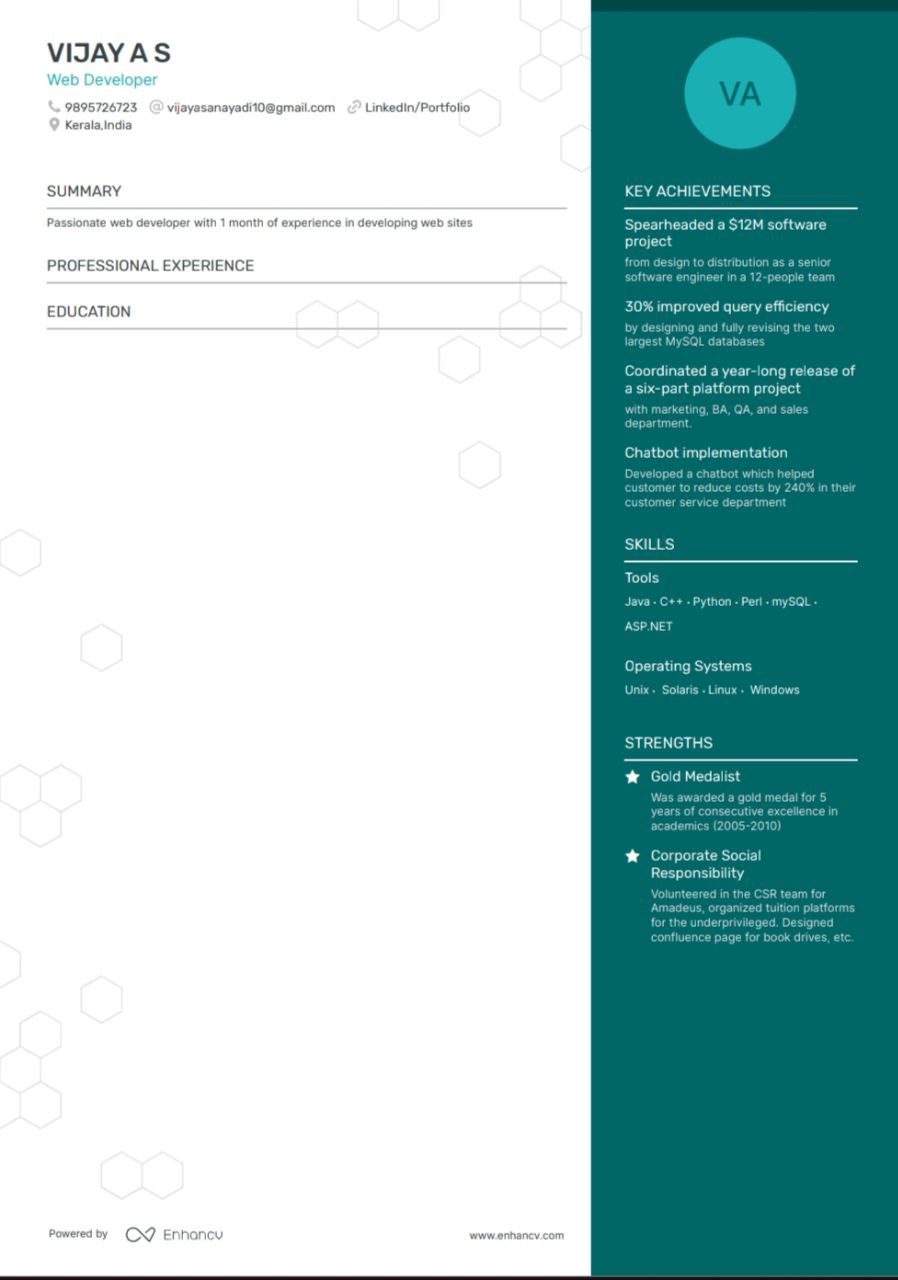 VIJAY A S
Web Developer
9895726723 vijayasanayadi10@gmail.com LinkedIn/Portfolio
Kerala,India
SUMMARY
Passionate web developer with 1 month of experience in developing web sites
PROFESSIONAL EXPERIENCE
EDUCATION
Powered by Enhancv
www.enhancv.com
VA
KEY ACHIEVEMENTS
Spearheaded a $12M software
project
from design to distribution as a senior
software engineer in a 12-people team
30% improved query efficiency
by designing and fully revising the two
largest MySQL databases
Coordinated a year-long release of
a six-part platform project
with marketing, BA, QA, and sales
department.
Chatbot implementation
Developed a chatbot which helped
customer to reduce costs by 240% in their
customer service department
SKILLS
Tools
Java · C++ · Python · Perl · mySQL ·
ASP.NET
Operating Systems
Unix · Solaris · Linux · Windows
STRENGTHS
Gold Medalist
Was awarded a gold medal for 5
years of consecutive excellence in
academics (2005-2010)
Corporate Social
Responsibility
Volunteered in the CSR team for
Amadeus, organized tuition platforms
for the underprivileged. Designed
confluence page for book drives, etc.